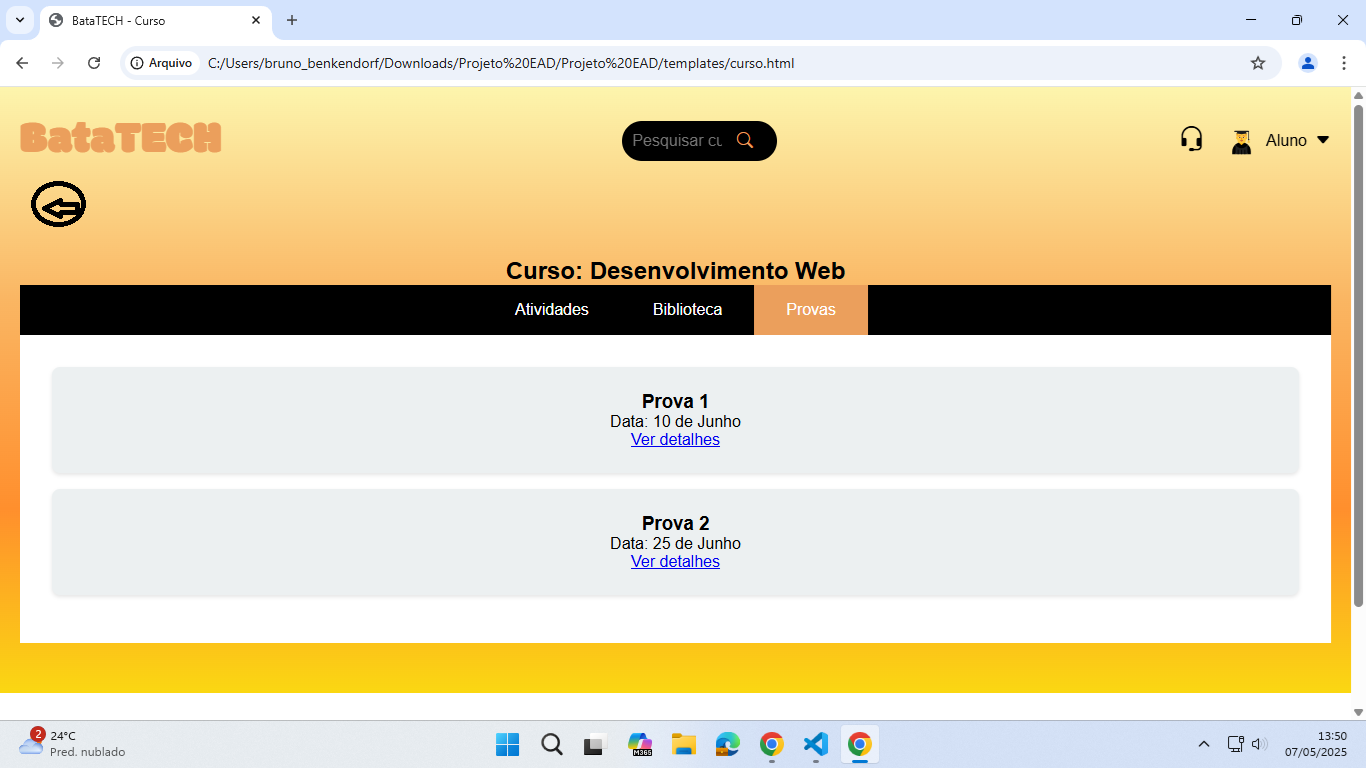 BataTECH - Curso
Arquivo
C:/Users/bruno_benkendorf/Downloads/Projeto%20EAD/Projeto%20EAD/templates/curso.html
BataTECH
Pesquisar cu
Aluno
Curso: Desenvolvimento Web
Atividades
Biblioteca
Provas
Prova 1
Data: 10 de Junho
Ver detalhes
Prova 2
Data: 25 de Junho
Ver detalhes
2
24°C
Pred. nublado
M365
13:50
07/05/2025